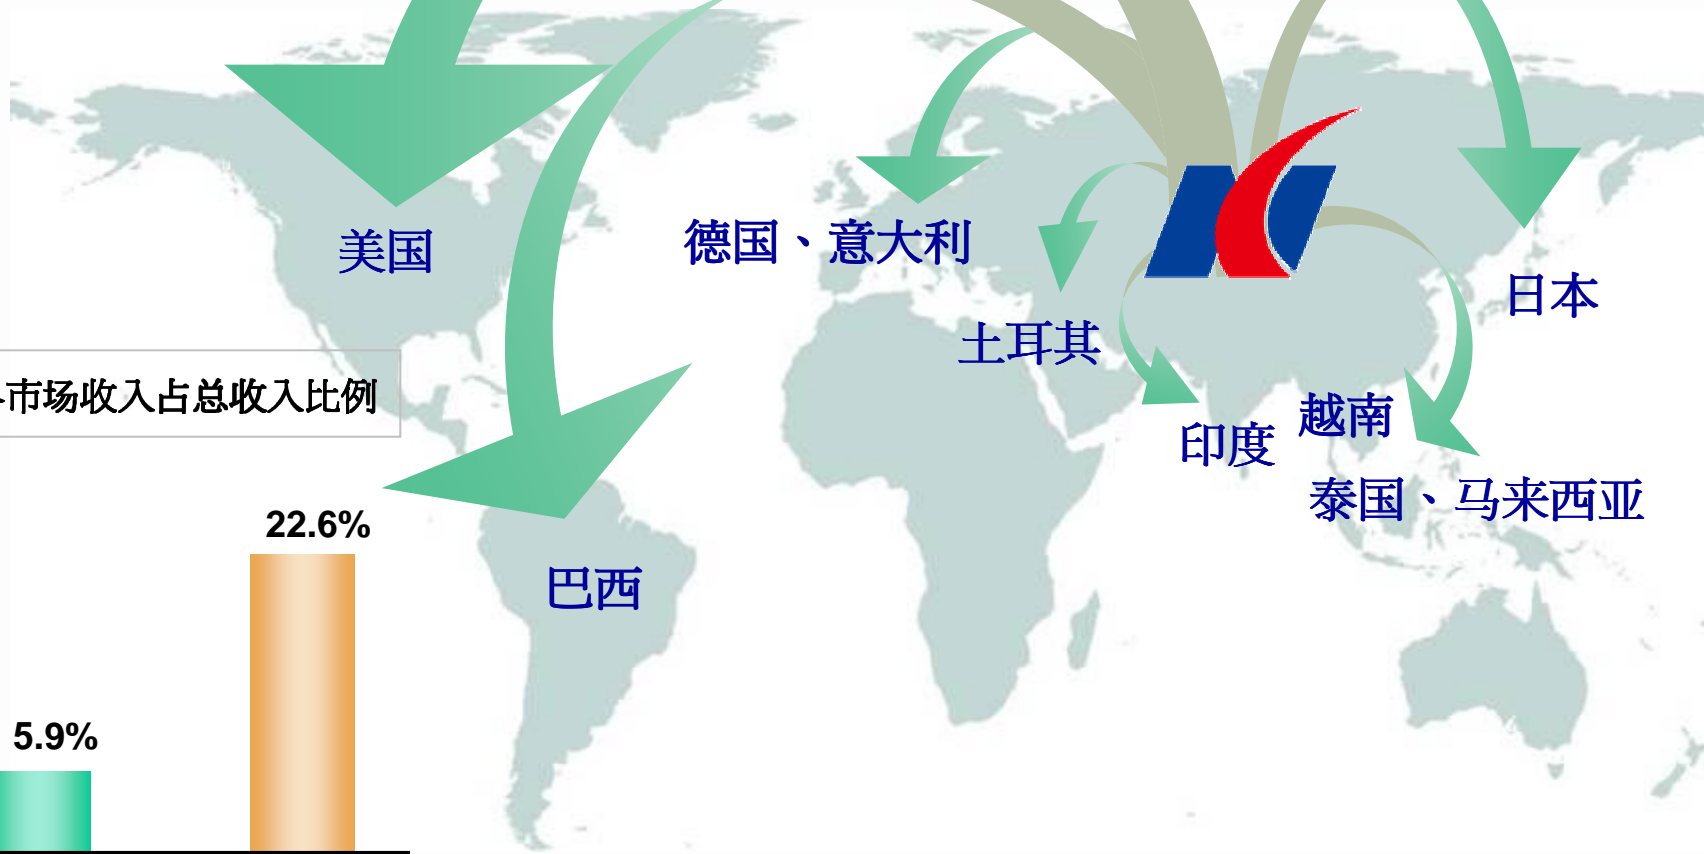 美国
德国、意大利
日本
土耳其
市场收入占总收入比例
越南
印度
泰国、马来西亚
22.6%
巴西
5.9%